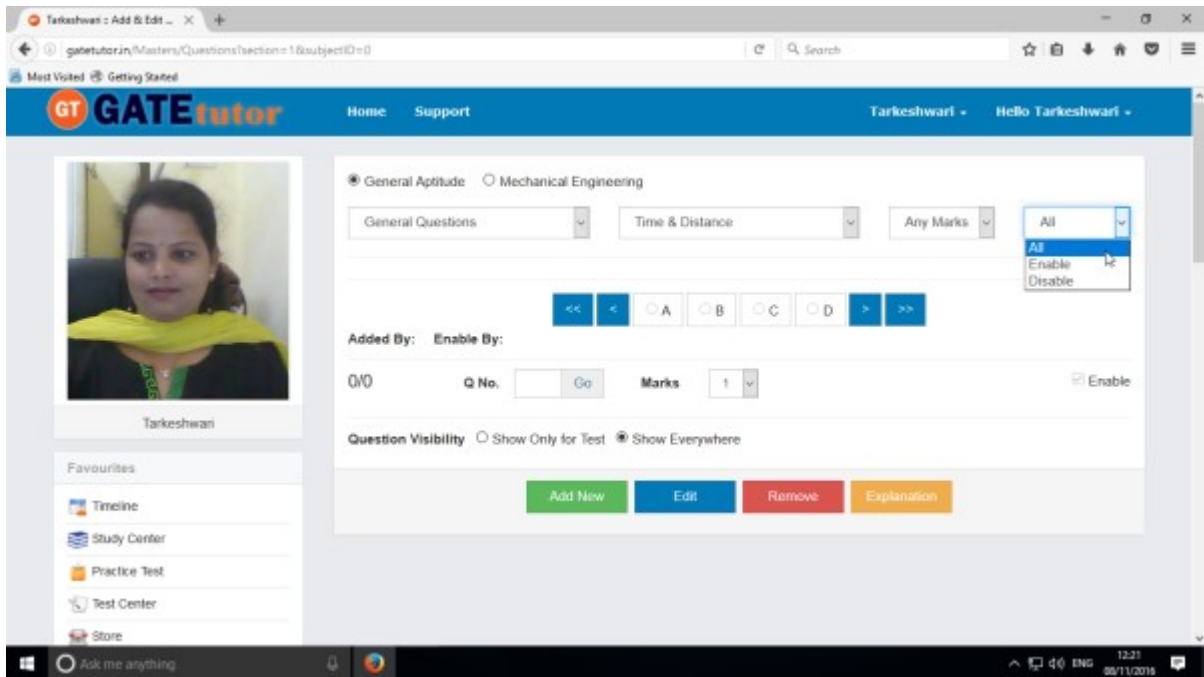 Tarkeshwari :: Add & Edit ...
gatetutor.in/Masters/Questions?section=1&subjectID=0
Search
Most Visited Getting Started
GT GATEtutor Home Support Tarkeshwari Hello Tarkeshwari
General Aptitude Mechanical Engineering
General Questions Time & Distance Any Marks All
All
Enable
Disable
<< < A B C D > >>
Added By: Enable By:
0/0 Q No. Go Marks 1 Enable
Question Visibility Show Only for Test Show Everywhere
Add New Edit Remove Explanation
Tarkeshwari
Favourites
Timeline
Study Center
Practice Test
Test Center
Store
Ask me anything
ENG 12:21
06/11/2016